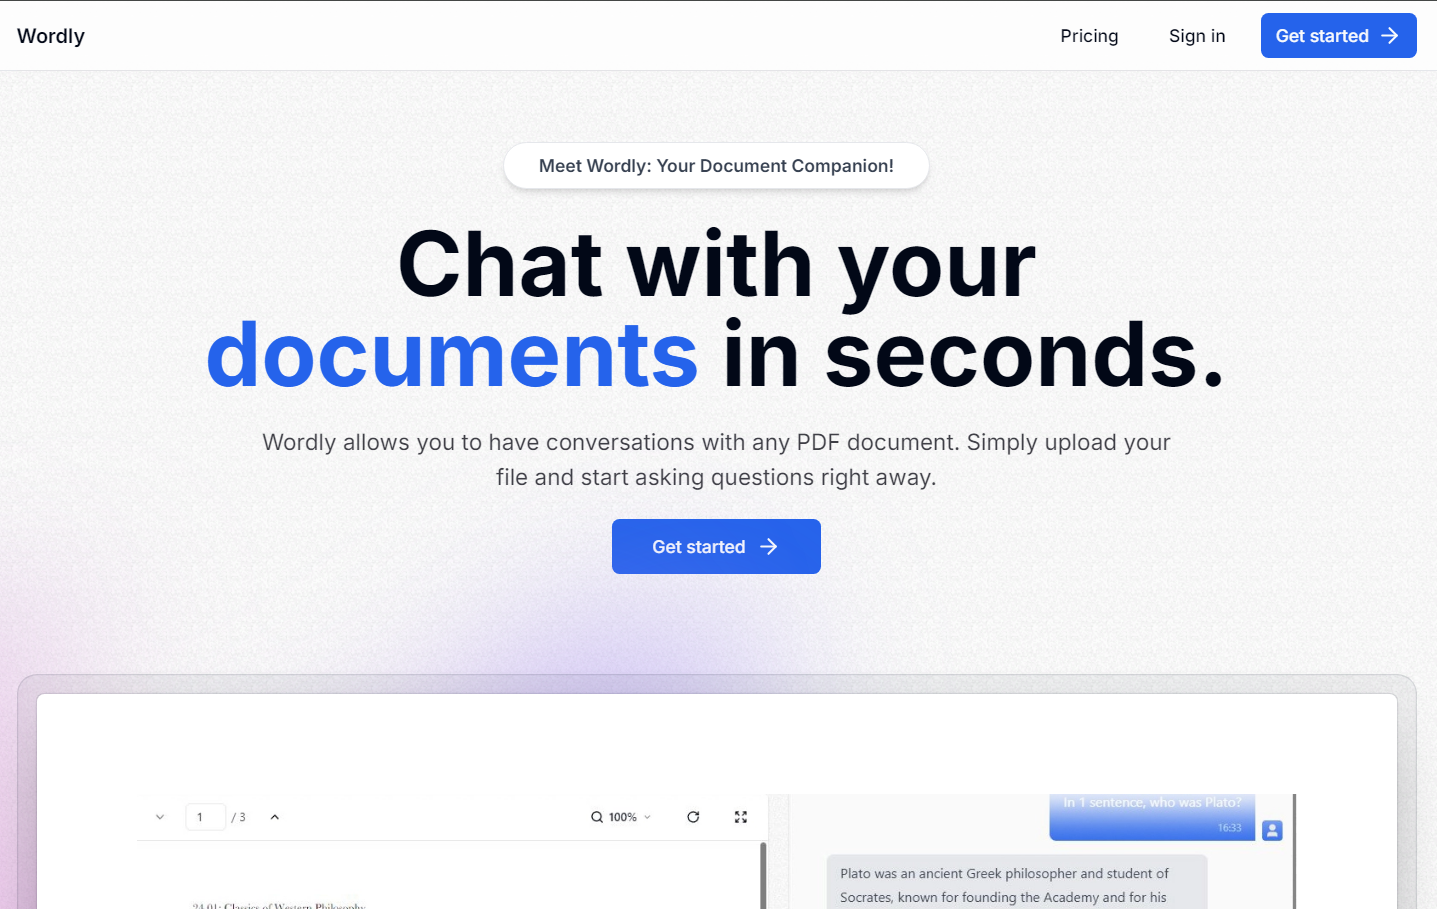 Wordly
Pricing
Sign in
Get started
Meet Wordly: Your Document Companion!
Chat with your
documents in seconds.
Wordly allows you to have conversations with any PDF document. Simply upload your
file and start asking questions right away.
Get started
1 / 3
100%
In 1 sentence, who was Plato?
16:33
Plato was an ancient Greek philosopher and student of
Socrates, known for founding the Academy and for his
24.01: Classics of Western Philosophy